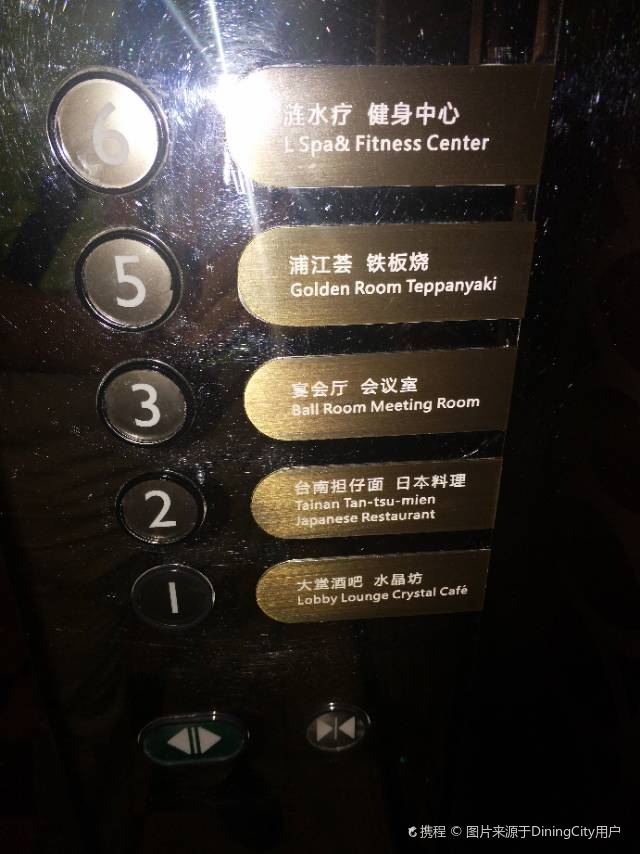 6
涟水疗 健身中心
L Spa& Fitness Center
5
浦江荟 铁板烧
Golden Room Teppanyaki
3
宴会厅 会议室
Ball Room Meeting Room
2
台南担仔面 日本料理
Tainan Tan-tsu-mien
Japanese Restaurant
1
大堂酒吧 水晶坊
Lobby Lounge Crystal Café
携程 © 图片来源于DiningCity用户